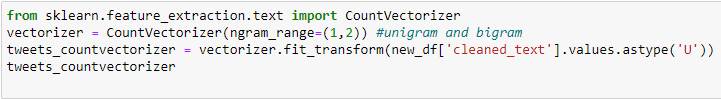 from sklearn.feature_extraction.text import CountVectorizer
vectorizer = CountVectorizer(ngram_range=(1,2)) #unigram and bigram
tweets_countvectorizer = vectorizer.fit_transform(new_df['cleaned_text'].values.astype('U'))
tweets_countvectorizer